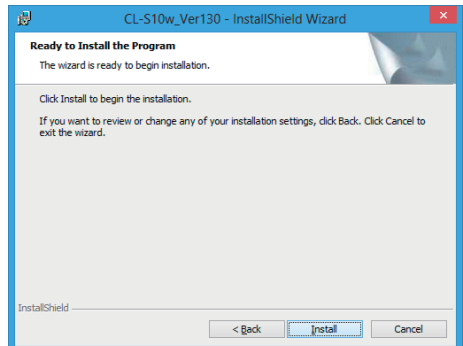 CL-S10w_Ver130 - InstallShield Wizard
Ready to Install the Program
The wizard is ready to begin installation.
Click Install to begin the installation.
If you want to review or change any of your installation settings, click Back. Click Cancel to
exit the wizard.
InstallShield
< Back
Install
Cancel